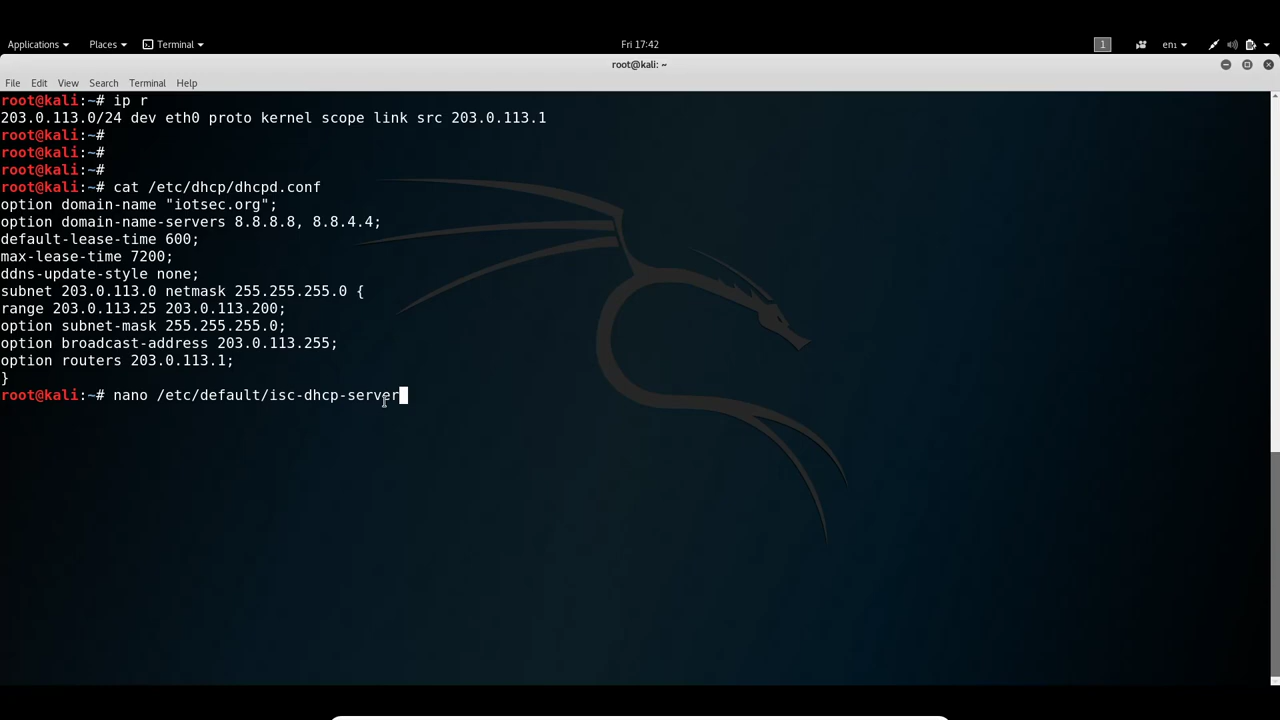 Applications Places Terminal Fri 17:42 1 en1
root@kali: ~
File Edit View Search Terminal Help
root@kali:~# ip r
203.0.113.0/24 dev eth0 proto kernel scope link src 203.0.113.1
root@kali:~#
root@kali:~#
root@kali:~#
root@kali:~# cat /etc/dhcp/dhcpd.conf
option domain-name "iotsec.org";
option domain-name-servers 8.8.8.8, 8.8.4.4;
default-lease-time 600;
max-lease-time 7200;
ddns-update-style none;
subnet 203.0.113.0 netmask 255.255.255.0 {
range 203.0.113.25 203.0.113.200;
option subnet-mask 255.255.255.0;
option broadcast-address 203.0.113.255;
option routers 203.0.113.1;
}
root@kali:~# nano /etc/default/isc-dhcp-server